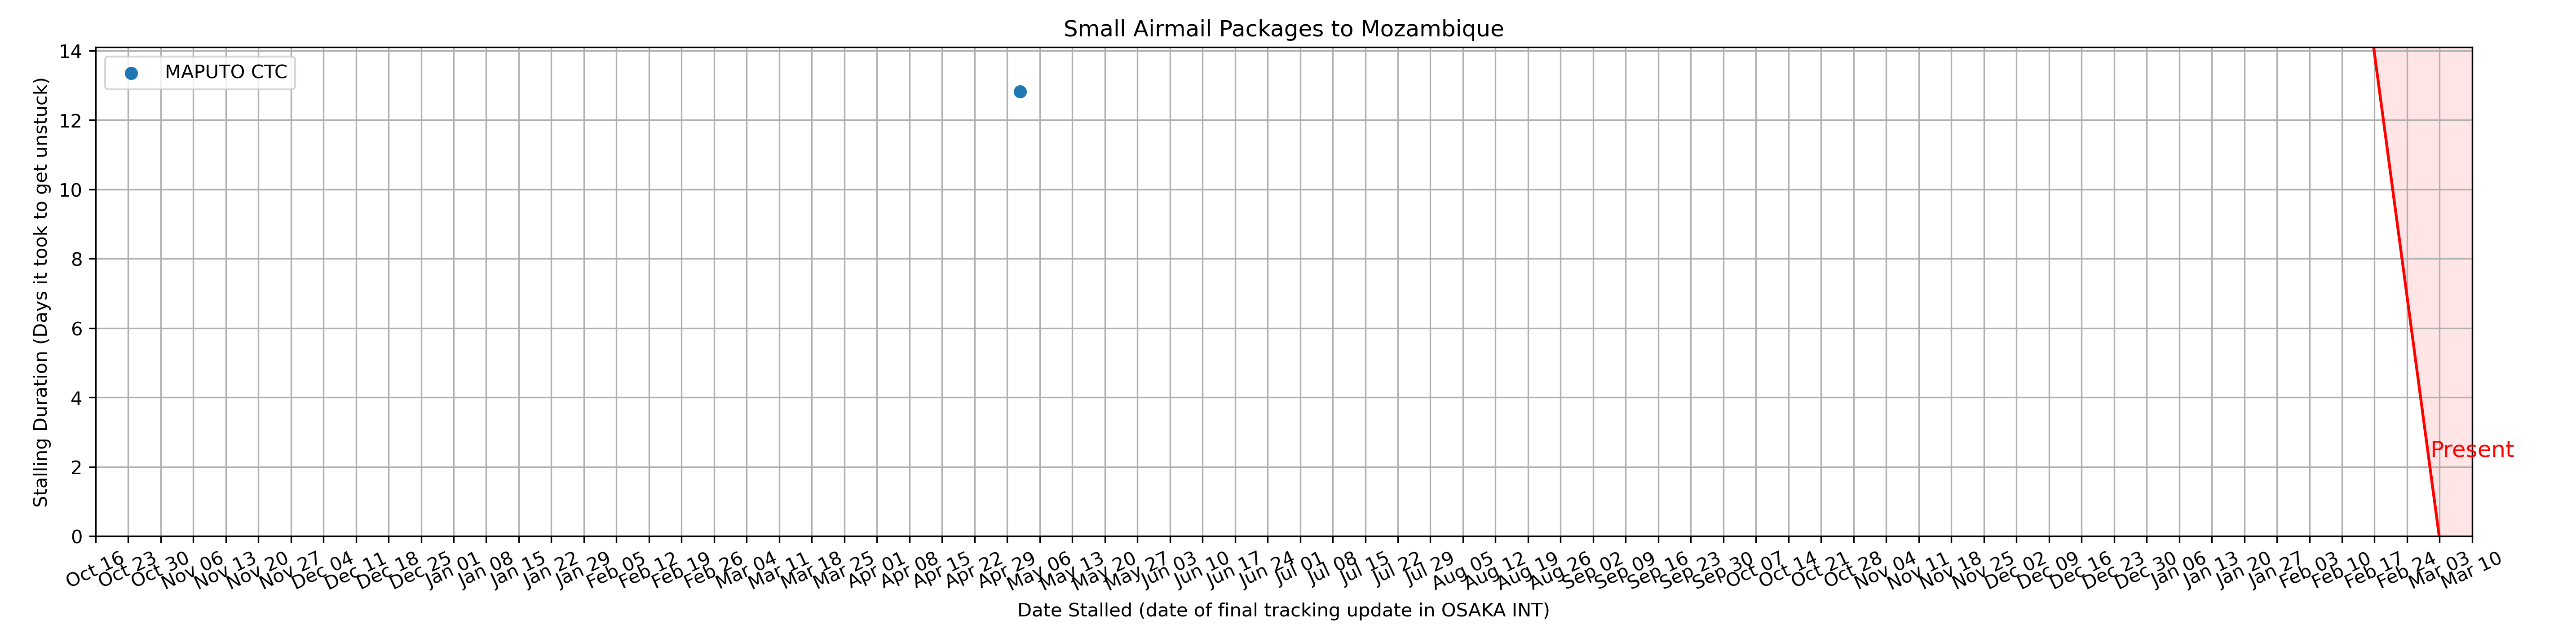 Small Airmail Packages to Mozambique
MAPUTO CTC
Stalling Duration (Days it took to get unstuck)
14
12
10
8
6
4
2
0
Present
Oct 16 Oct 23 Oct 30 Nov 06 Nov 13 Nov 20 Nov 27 Dec 04 Dec 11 Dec 18 Dec 25 Jan 01 Jan 08 Jan 15 Jan 22 Jan 29 Feb 05 Feb 12 Feb 19 Feb 26 Mar 04 Mar 11 Mar 18 Mar 25 Apr 01 Apr 08 Apr 15 Apr 22 Apr 29 May 06 May 13 May 20 May 27 Jun 03 Jun 10 Jun 17 Jun 24 Jul 01 Jul 08 Jul 15 Jul 22 Jul 29 Aug 05 Aug 12 Aug 19 Aug 26 Sep 02 Sep 09 Sep 16 Sep 23 Sep 30 Oct 07 Oct 14 Oct 21 Oct 28 Nov 04 Nov 11 Nov 18 Nov 25 Dec 02 Dec 09 Dec 16 Dec 23 Dec 30 Jan 06 Jan 13 Jan 20 Jan 27 Feb 03 Feb 10 Feb 17 Feb 24 Mar 03 Mar 10
Date Stalled (date of final tracking update in OSAKA INT)